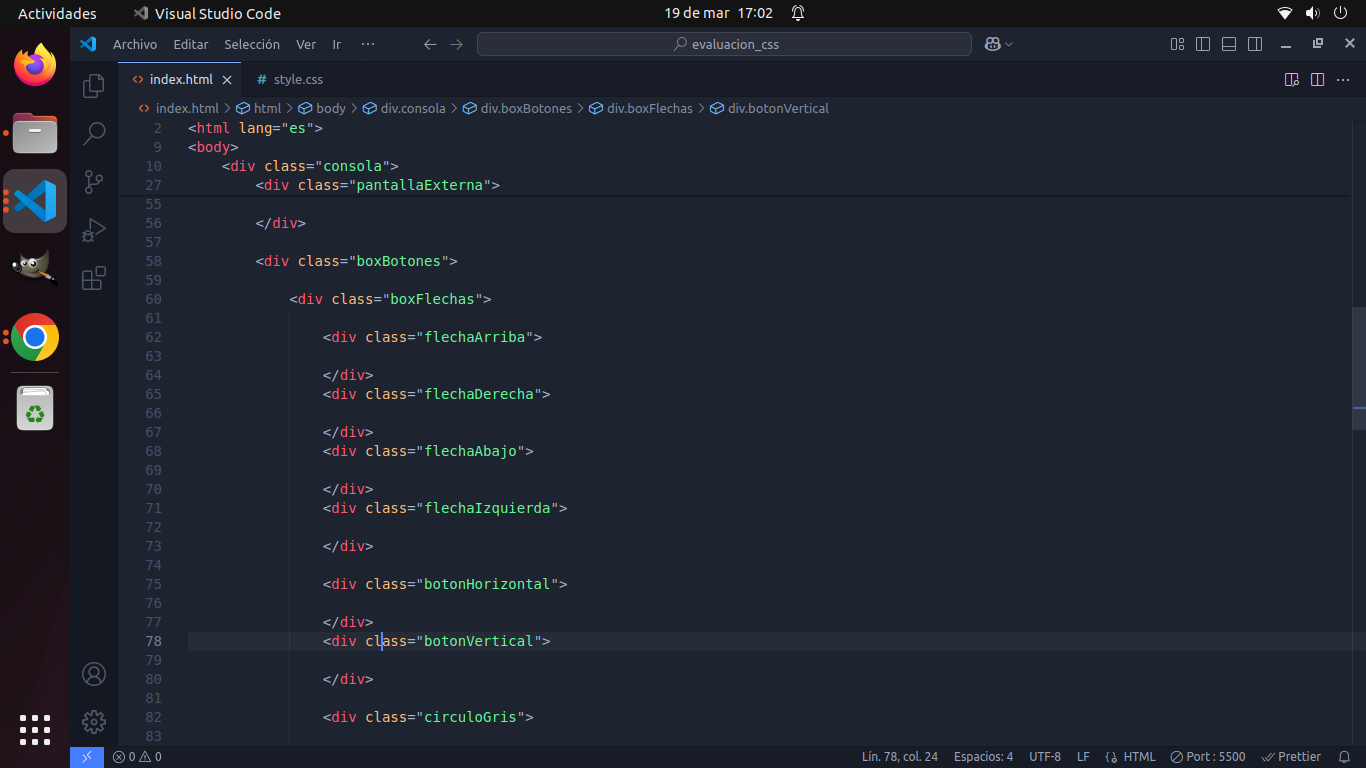 Actividades Visual Studio Code 19 de mar 17:02
Archivo Editar Selección Ver Ir ··· evaluacion_css
index.html # style.css
index.html > html > body > div.consola > div.boxBotones > div.boxFlechas > div.botonVertical
2 <html lang="es">
9 <body>
10 <div class="consola">
27 <div class="pantallaExterna">
55
56 </div>
57
58 <div class="boxBotones">
59
60 <div class="boxFlechas">
61
62 <div class="flechaArriba">
63
64 </div>
65 <div class="flechaDerecha">
66
67 </div>
68 <div class="flechaAbajo">
69
70 </div>
71 <div class="flechaIzquierda">
72
73 </div>
74
75 <div class="botonHorizontal">
76
77 </div>
78 <div class="botonVertical">
79
80 </div>
81
82 <div class="circuloGris">
83
0 0 Lín. 78, col. 24 Espacios: 4 UTF-8 LF HTML Port : 5500 Prettier